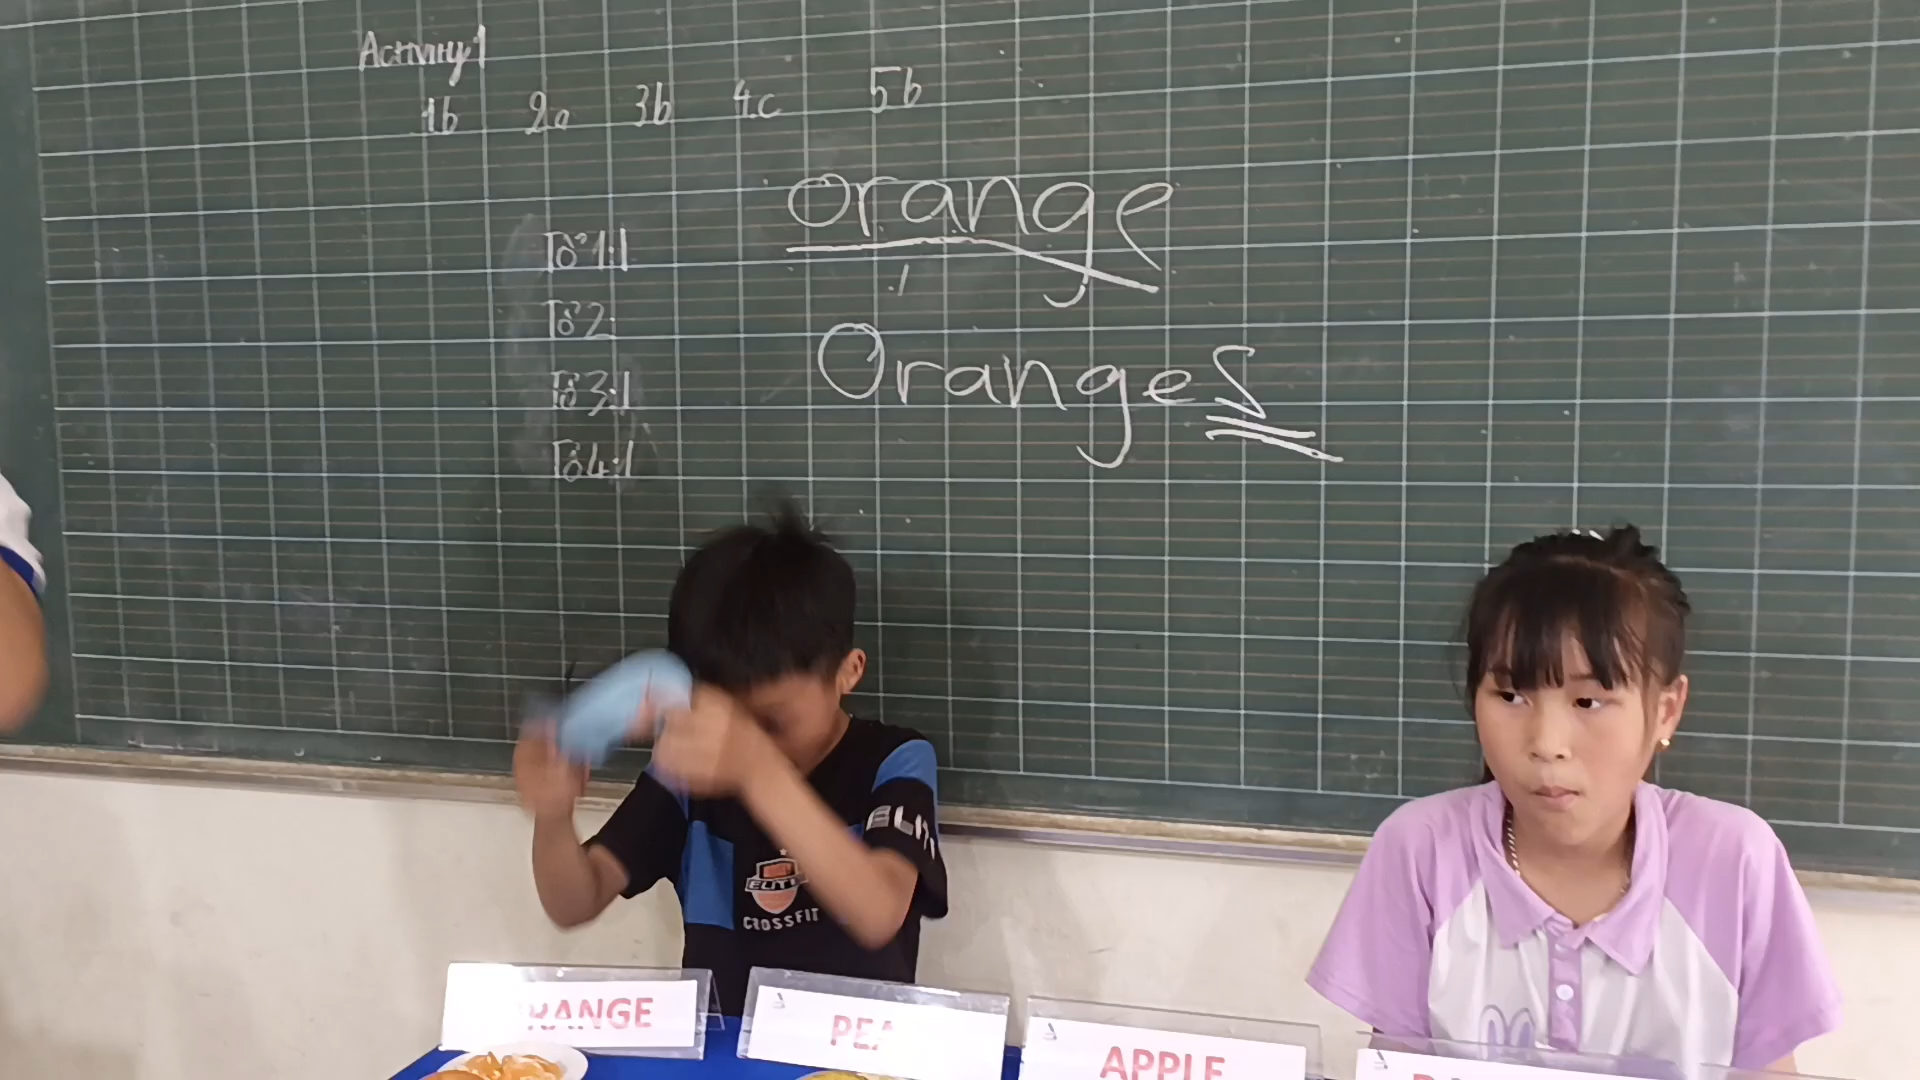 Activity 1
1b 2a 3b 4c 5b
orange
Tổ 1: 1
Tổ 2:
Oranges
Tổ 3: 1
Tổ 4: 1
ELITE
CROSSFIT
APPLE